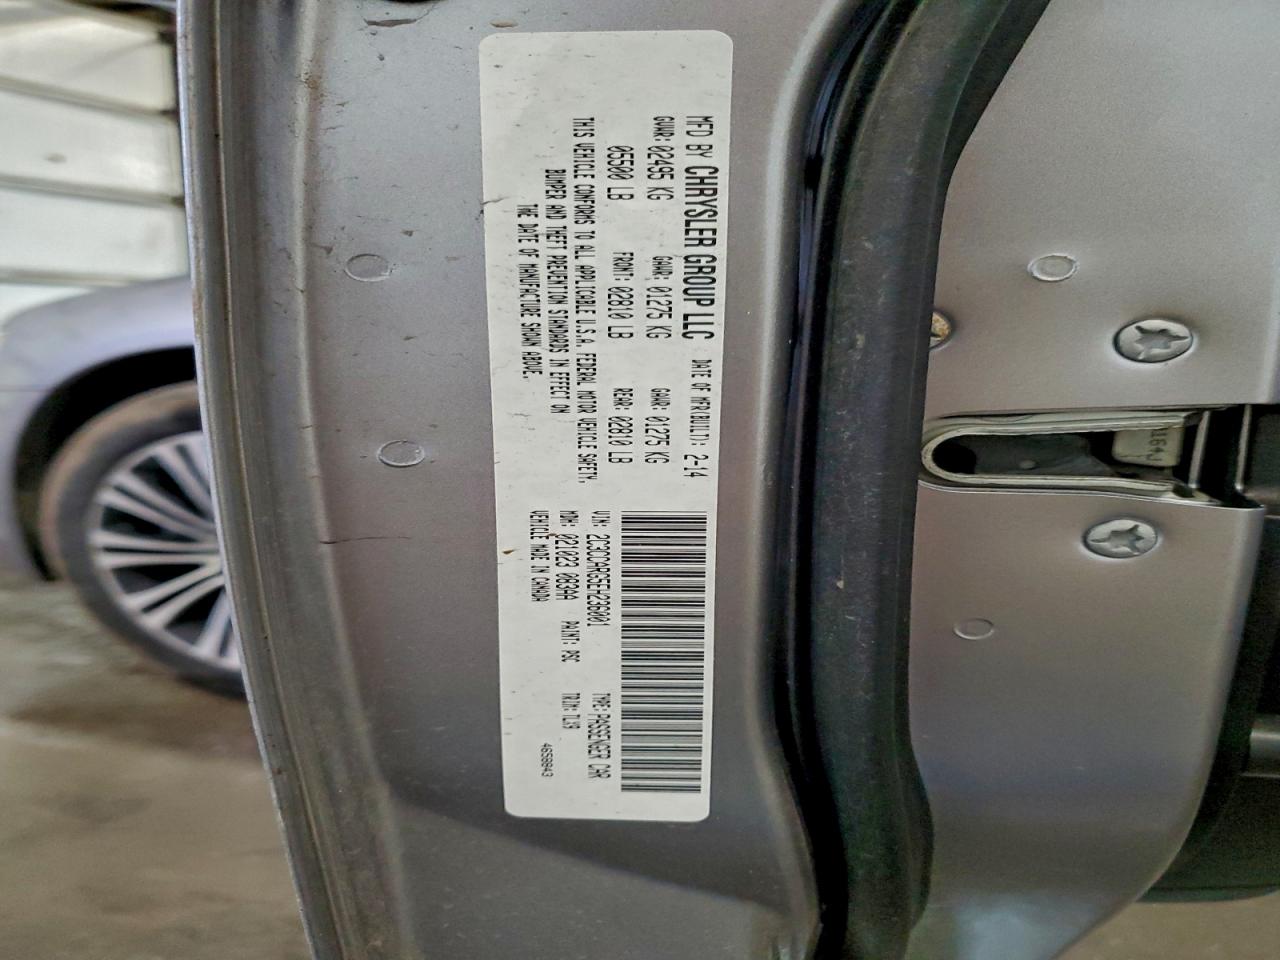 MFD BY CHRYSLER GROUP LLC DATE OF MFR(BUILT): 2-14
GVWR: 02495 KG GAWR: 01275 KG GAWR: 01275 KG
05500 LB FRONT: 02810 LB REAR: 02810 LB
THIS VEHICLE CONFORMS TO ALL APPLICABLE U.S.A. FEDERAL MOTOR VEHICLE SAFETY,
BUMPER AND THEFT PREVENTION STANDARDS IN EFFECT ON
THE DATE OF MANUFACTURE SHOWN ABOVE.
VIN: 2C3CCARG5EH236001 TYPE: PASSENGER CAR
MDH: 021023 083AA PAINT: PSC TRIM: TLX9
VEHICLE MADE IN CANADA 4658843